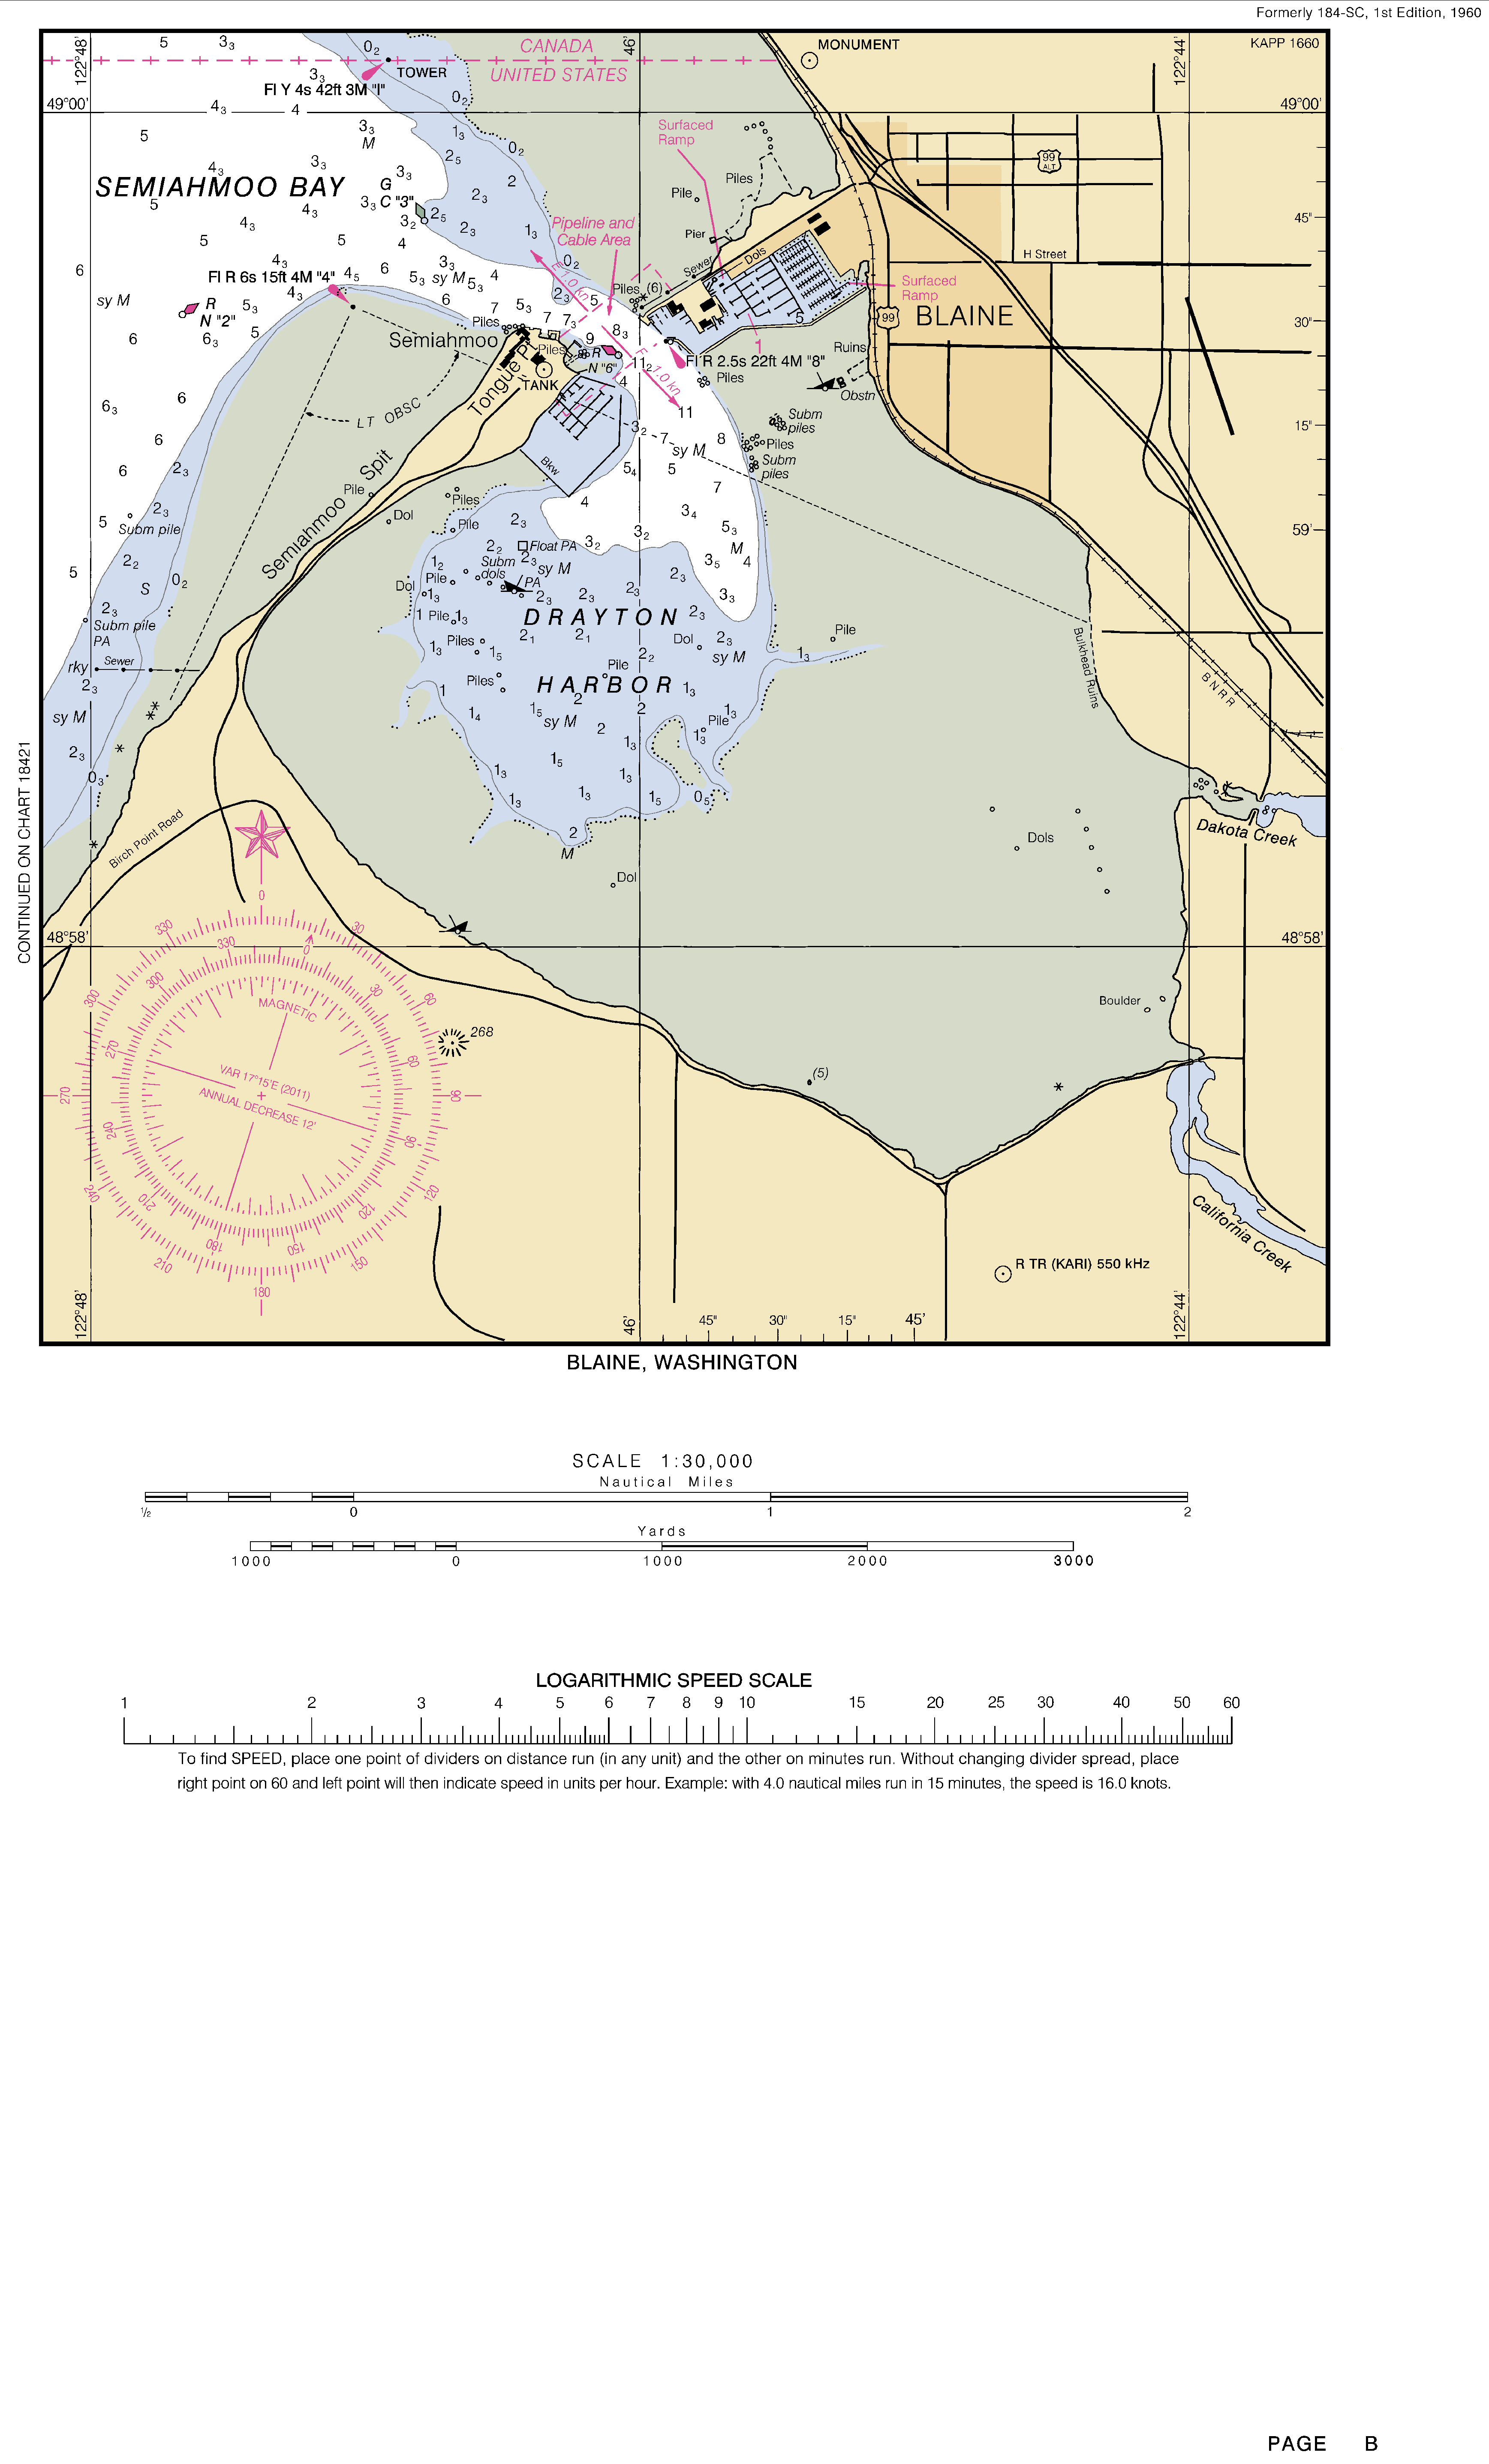 Formerly 184-SC, 1st Edition, 1960
KAPP 1660
122°48'
46'
122°44'
CANADA
UNITED STATES
MONUMENT
TOWER
Fl Y 4s 42ft 3M "I"
49°00'
49°00'
Surfaced
Ramp
99
ALT
SEMIAHMOO BAY
M
G
C "3"
Piles
Pile
Pier
Pipeline and
Cable Area
Sewer
Dols
45"
H Street
Fl R 6s 15ft 4M "4"
sy M
sy M
R
N "2"
E 1.0 kn
Piles (6)
Surfaced
Ramp
99
BLAINE
30"
Semiahmoo
Piles
Piles
R
N "6"
F 1.0 kn
1
Fl R 2.5s 22ft 4M "8"
Ruins
TANK
Piles
Obstn
LT OBSC
Subm
piles
15"
sy M
Piles
Subm
piles
Bkw
Semiahmoo Spit
Pile
Piles
Dol
Pile
Subm pile
59'
Float PA
M
Subm
dols
sy M
S
Dol
Pile
PA
DRAYTON
HARBOR
Subm pile
PA
Pile
Piles
Dol
Pile
sy M
Bulkhead Ruins
rky
Sewer
Pile
Piles
sy M
sy M
Pile
BNRR
CONTINUED ON CHART 18421
Birch Point Road
Dakota Creek
Dols
M
Dol
48°58'
48°58'
Boulder
MAGNETIC
VAR 17°15'E (2011)
ANNUAL DECREASE 12'
268
(5)
California Creek
R TR (KARI) 550 kHz
122°48'
46'
45"
30"
15"
45'
122°44'
BLAINE, WASHINGTON
SCALE 1:30,000
Nautical Miles
½ 0 1 2
Yards
1000 0 1000 2000 3000
LOGARITHMIC SPEED SCALE
1 2 3 4 5 6 7 8 9 10 15 20 25 30 40 50 60
To find SPEED, place one point of dividers on distance run (in any unit) and the other on minutes run. Without changing divider spread, place
right point on 60 and left point will then indicate speed in units per hour. Example: with 4.0 nautical miles run in 15 minutes, the speed is 16.0 knots.
PAGE B